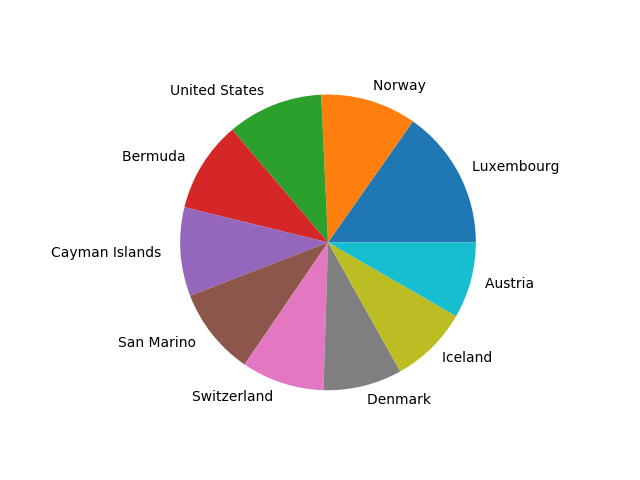 Norway
United States
Luxembourg
Bermuda
Cayman Islands
Austria
San Marino
Iceland
Switzerland
Denmark